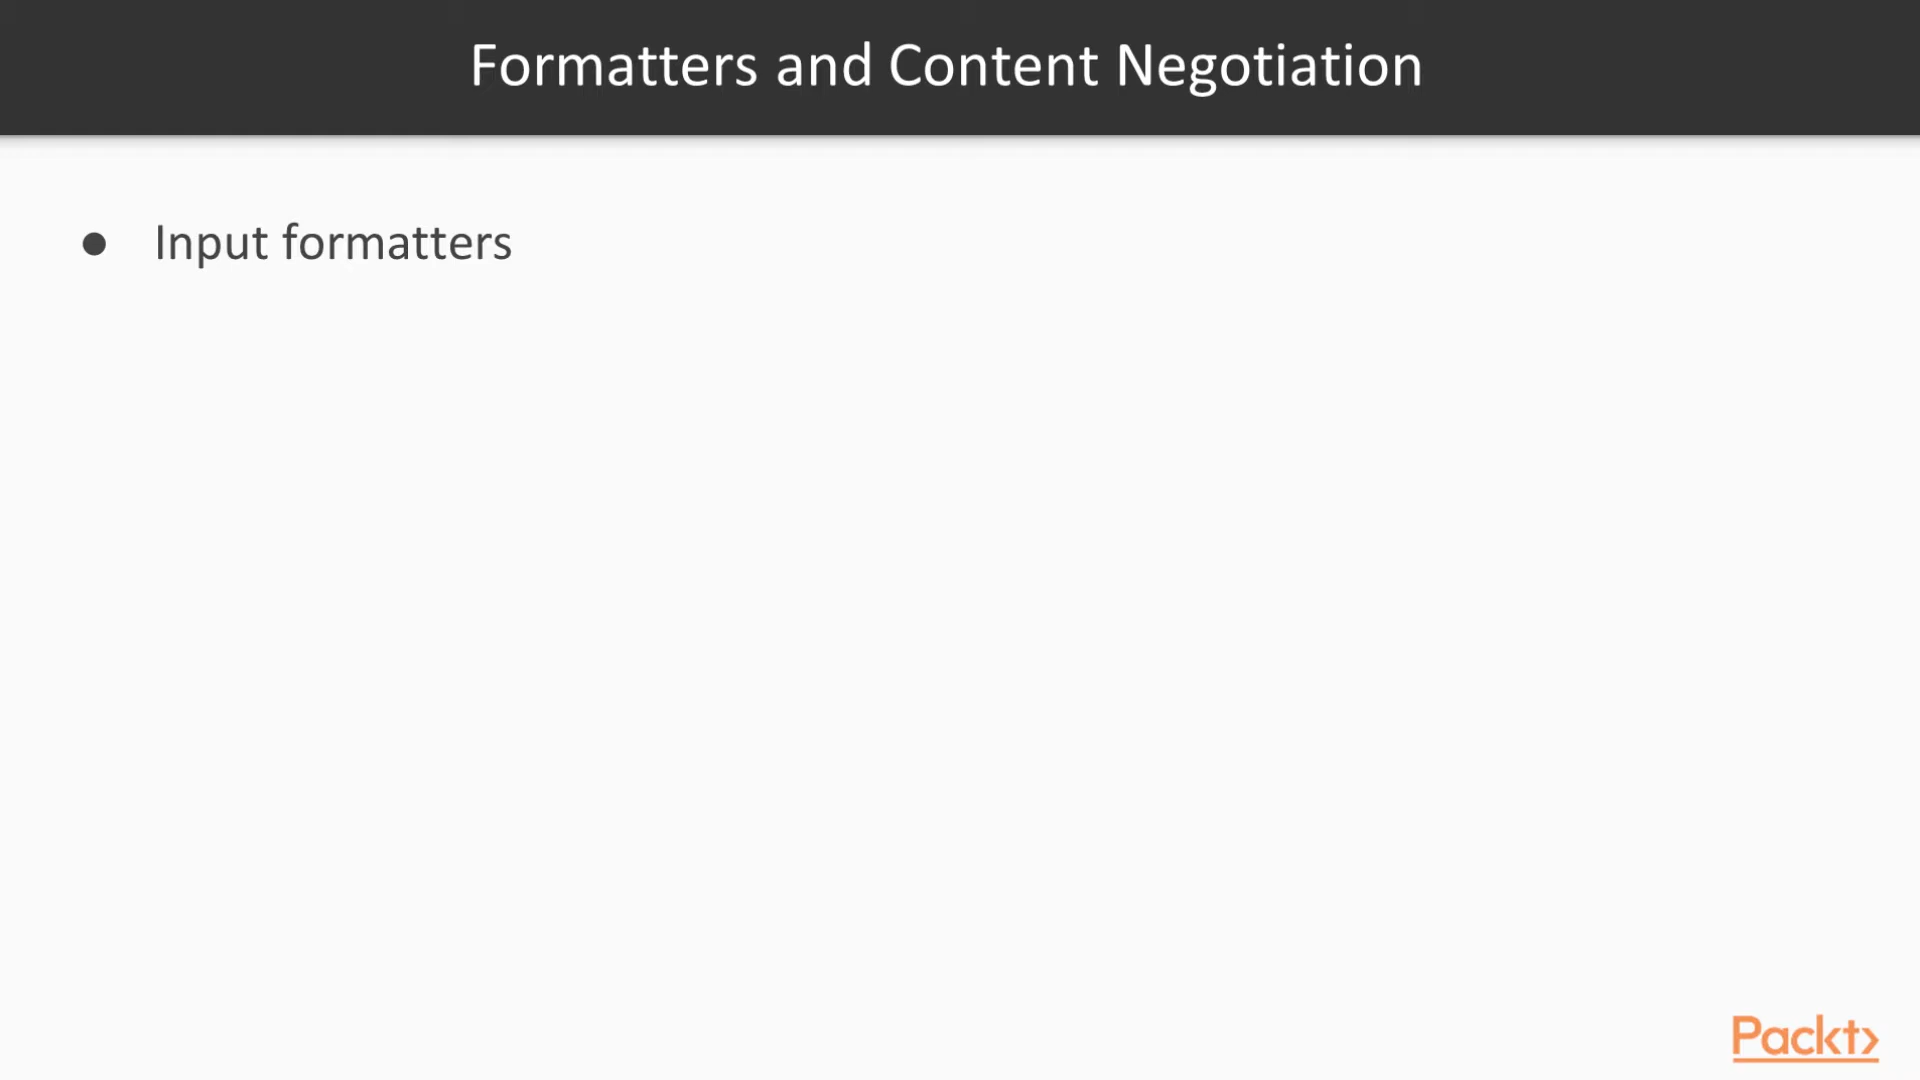 Formatters and Content Negotiation
● Input formatters
Packt>